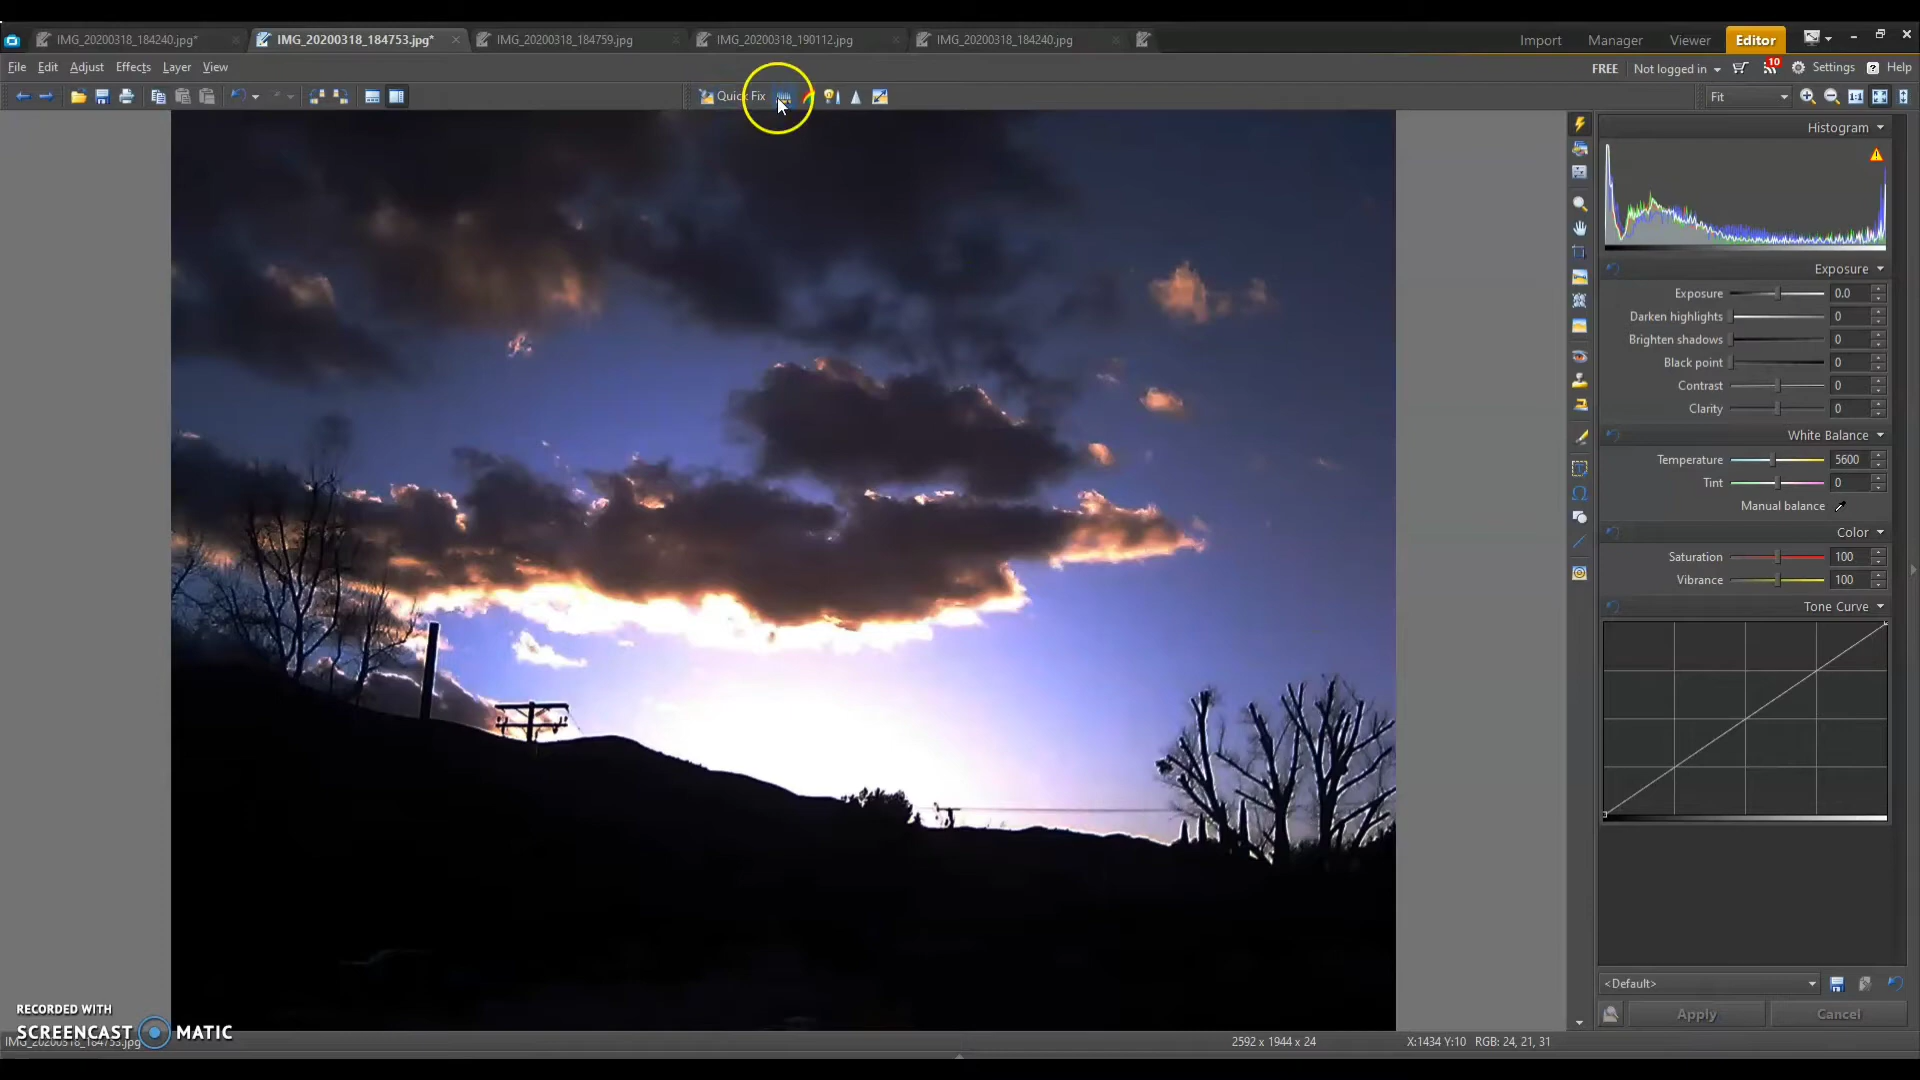 IMG_20200318_184240.jpg*
IMG_20200318_184753.jpg*
IMG_20200318_184759.jpg
IMG_20200318_190112.jpg
IMG_20200318_184240.jpg
Import
Manager
Viewer
Editor
File Edit Adjust Effects Layer View
FREE Not logged in 10 Settings Help
Quick Fix
Fit
Histogram
Exposure
Exposure 0.0
Darken highlights 0
Brighten shadows 0
Black point 0
Contrast 0
Clarity 0
White Balance
Temperature 5600
Tint 0
Manual balance
Color
Saturation 100
Vibrance 100
Tone Curve
<Default>
Apply Cancel
RECORDED WITH
SCREENCAST MATIC
IMG_20200318_184753.jpg
2592 x 1944 x 24
X:1434 Y:10 RGB: 24, 21, 31